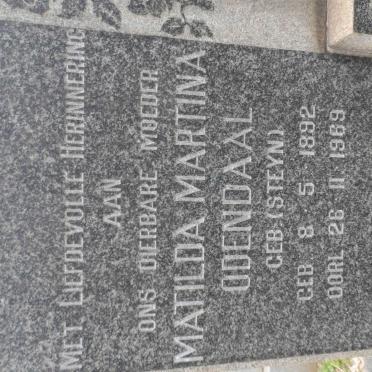 MET LIEFDEVOLLE HERINNERING
AAN
ONS DIERBARE MOEDER
MATILDA MARTINA
ODENDAAL
GEB (STEYN)
GEB 8 5 1892
OORL 26 11 1969